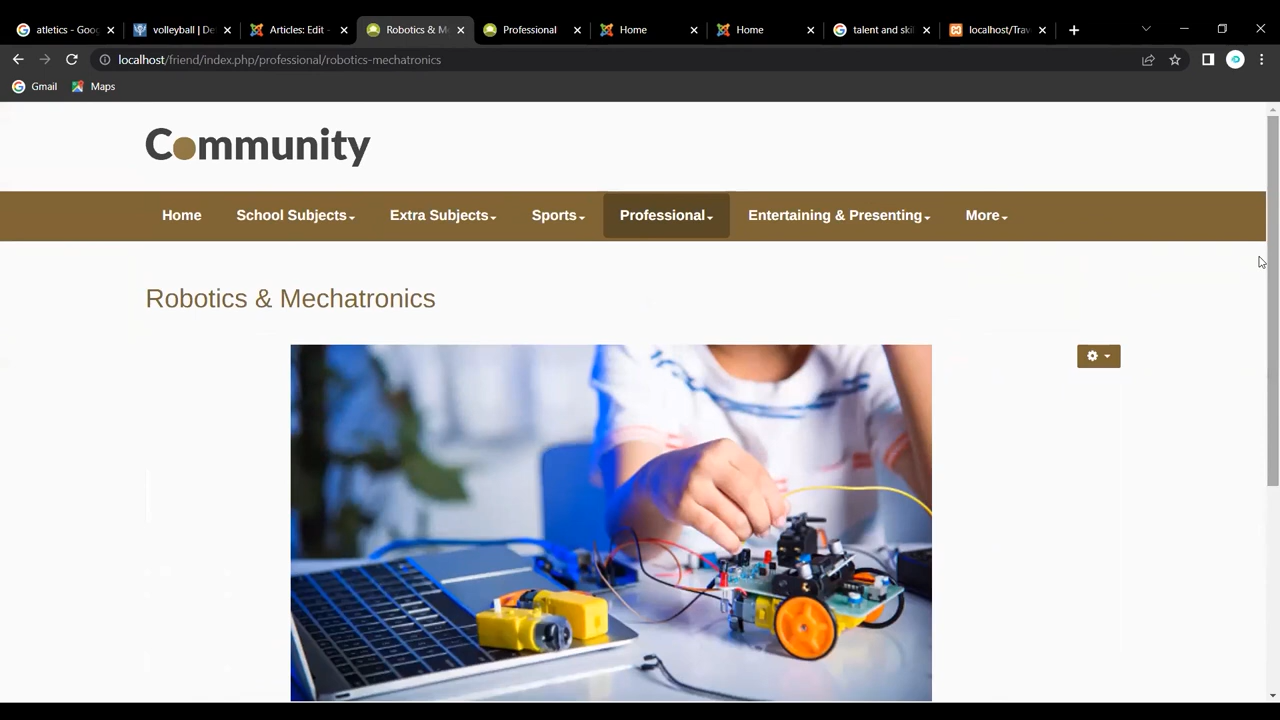 atletics - Goo
volleyball | De
Articles: Edit -
Robotics & M
Professional
Home
Home
talent and skil
localhost/Trav
localhost/friend/index.php/professional/robotics-mechatronics
Gmail
Maps
Community
Home
School Subjects
Extra Subjects
Sports
Professional
Entertaining & Presenting
More
Robotics & Mechatronics